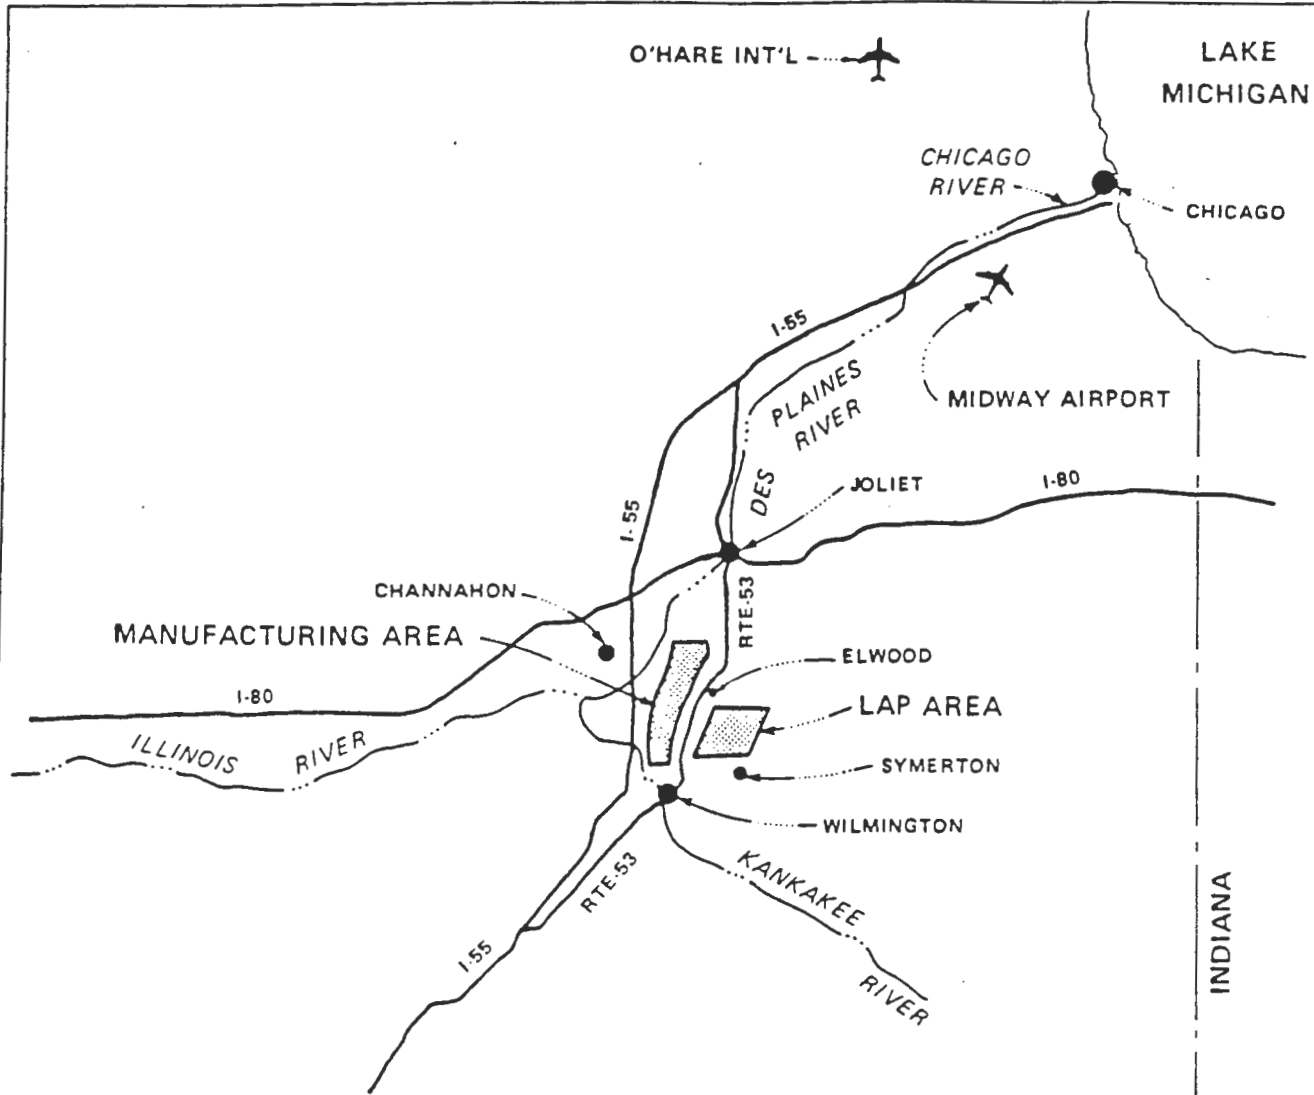 O'HARE INT'L
LAKE
MICHIGAN
CHICAGO
RIVER
CHICAGO
I-55
PLAINES
RIVER
MIDWAY AIRPORT
DES
JOLIET
I-80
I-55
CHANNAHON
RTE-53
MANUFACTURING AREA
ELWOOD
I-80
LAP AREA
ILLINOIS
RIVER
SYMERTON
WILMINGTON
RTE-53
KANKAKEE
RIVER
I-55
INDIANA